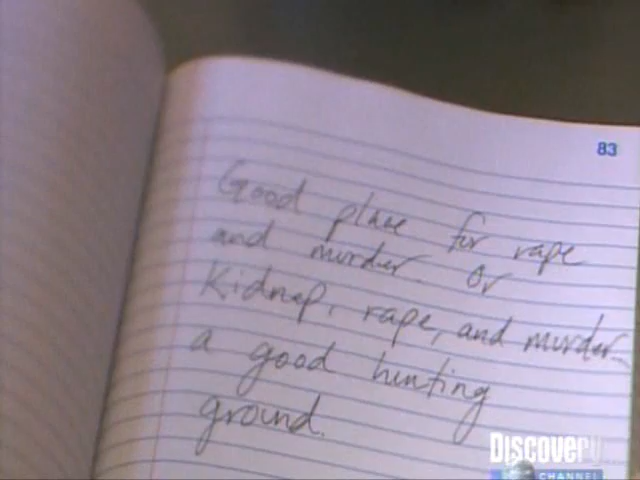 83
Good place for rape
and murder. Or
Kidnap, rape, and murder...
a good hunting
ground.
Discovery
CHANNEL